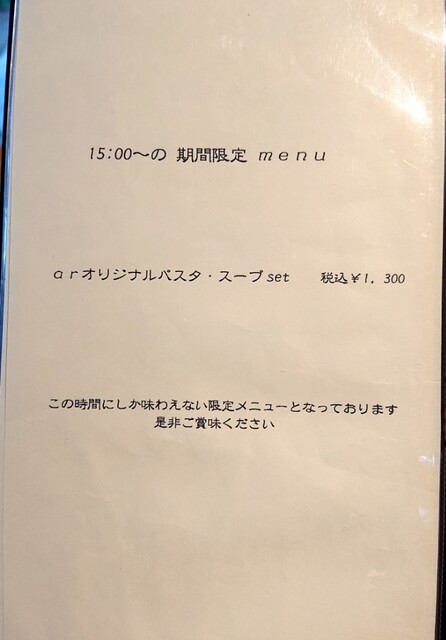 15:00～の 期間限定 menu
arオリジナルパスタ・スープset 税込￥1,300
この時間にしか味わえない限定メニューとなっております
是非ご賞味ください